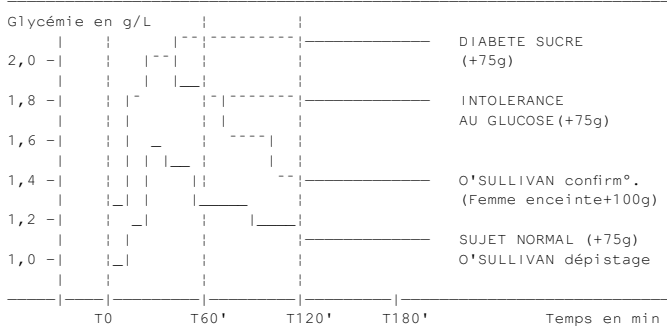 Glycémie en g/L
DIABETE SUCRE
2,0 (+75g)
1,8 INTOLERANCE
AU GLUCOSE(+75g)
1,6
1,4 O'SULLIVAN confirm°.
(Femme enceinte+100g)
1,2
SUJET NORMAL (+75g)
1,0 O'SULLIVAN dépistage
T0 T60' T120' T180' Temps en min